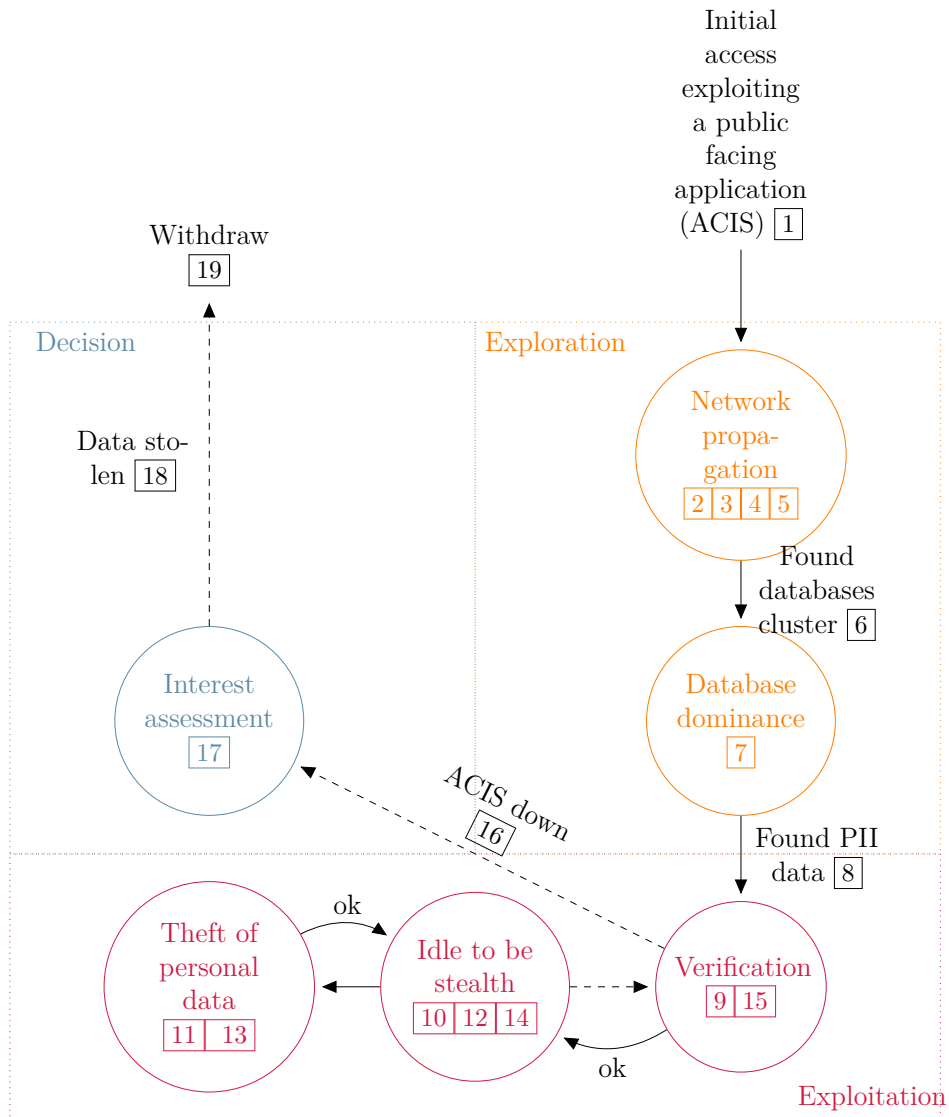 Initial
access
exploiting
a public
facing
application
(ACIS) 1
Withdraw
19
Decision
Exploration
Network
propa-
gation
2 3 4 5
Data sto-
len 18
Found
databases
cluster 6
Interest
assessment
17
Database
dominance
7
ACIS down
16
Found PII
data 8
ok
Theft of
personal
data
11 13
Idle to be
stealth
10 12 14
Verification
9 15
ok
Exploitation